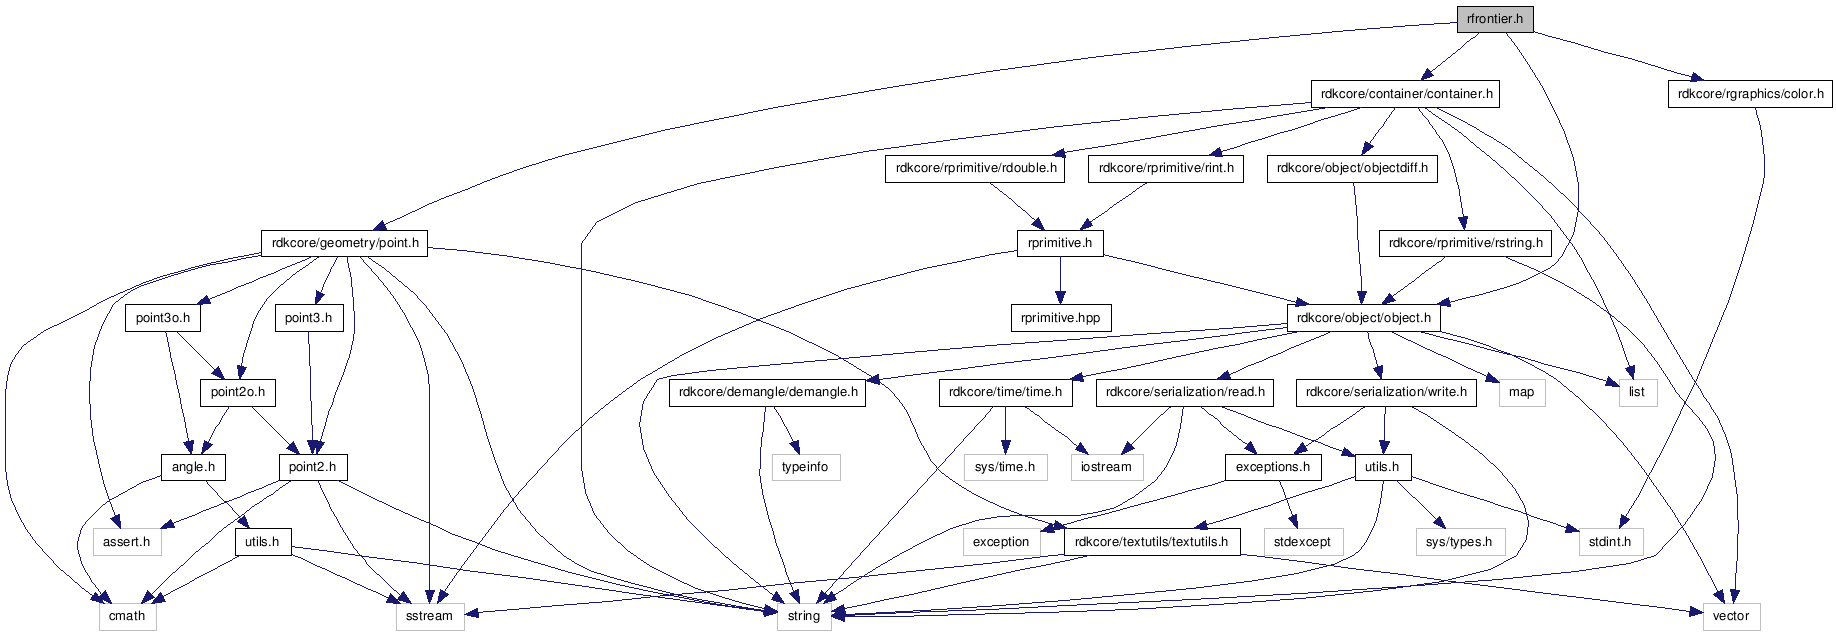 rfrontier.h
rdkcore/container/container.h
rdkcore/rgraphics/color.h
rdkcore/rprimitive/rdouble.h
rdkcore/rprimitive/rint.h
rdkcore/object/objectdiff.h
rdkcore/geometry/point.h
rprimitive.h
rdkcore/rprimitive/rstring.h
point3o.h
point3.h
rprimitive.hpp
rdkcore/object/object.h
point2o.h
rdkcore/demangle/demangle.h
rdkcore/time/time.h
rdkcore/serialization/read.h
rdkcore/serialization/write.h
map
list
angle.h
point2.h
typeinfo
sys/time.h
iostream
exceptions.h
utils.h
assert.h
utils.h
exception
rdkcore/textutils/textutils.h
stdexcept
sys/types.h
stdint.h
cmath
sstream
string
vector